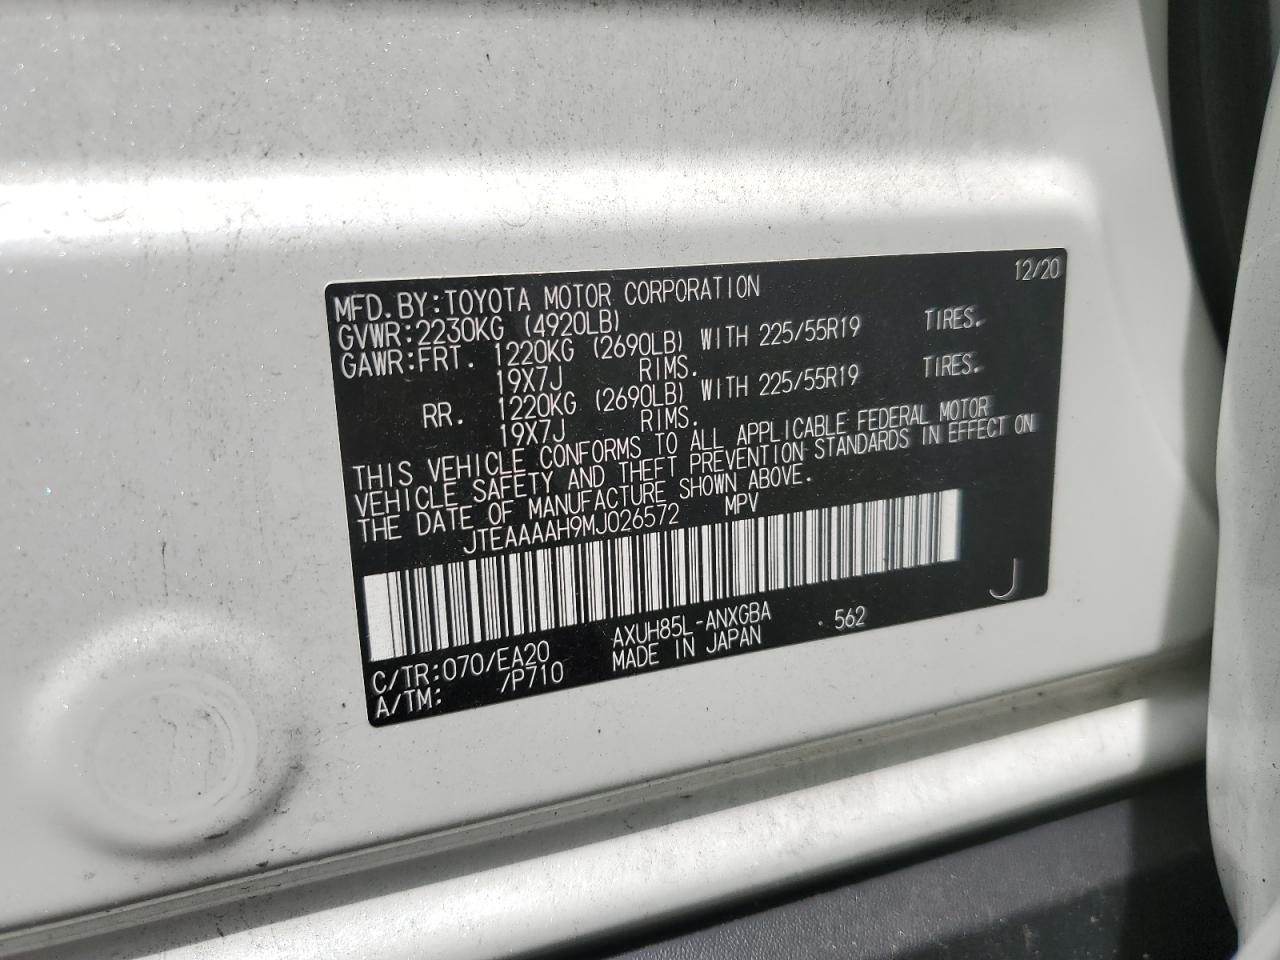 12/20
MFD.BY:TOYOTA MOTOR CORPORATION
GVWR:2230KG (4920LB)
GAWR:FRT. 1220KG (2690LB) WITH 225/55R19 TIRES.
19X7J RIMS.
RR. 1220KG (2690LB) WITH 225/55R19 TIRES.
19X7J RIMS.
THIS VEHICLE CONFORMS TO ALL APPLICABLE FEDERAL MOTOR
VEHICLE SAFETY AND THEFT PREVENTION STANDARDS IN EFFECT ON
THE DATE OF MANUFACTURE SHOWN ABOVE.
JTEAAAAH9MJ026572 MPV
C/TR:070/EA20 AXUH85L-ANXGBA 562
A/TM: /P710 MADE IN JAPAN
J